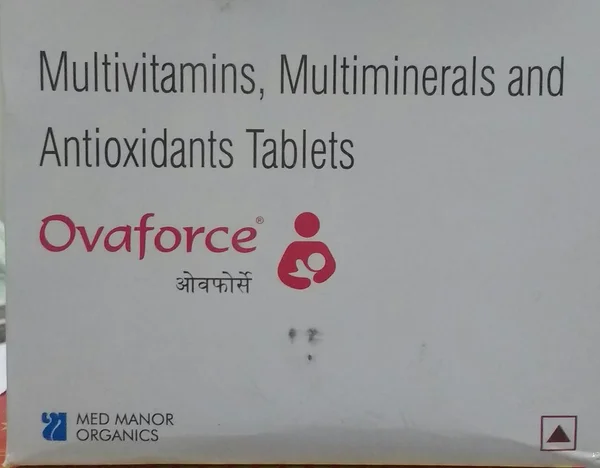 Multivitamins, Multiminerals and
Antioxidants Tablets
Ovaforce®
ओवफोर्से
MED MANOR
ORGANICS